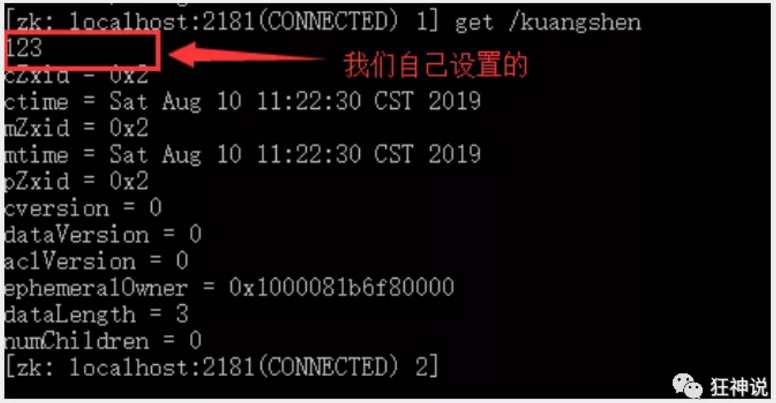 [zk: localhost:2181(CONNECTED) 1] get /kuangshen
123
我们自己设置的
cZxid = 0x2
ctime = Sat Aug 10 11:22:30 CST 2019
mZxid = 0x2
mtime = Sat Aug 10 11:22:30 CST 2019
pZxid = 0x2
cversion = 0
dataVersion = 0
aclVersion = 0
ephemeralOwner = 0x1000081b6f80000
dataLength = 3
numChildren = 0
[zk: localhost:2181(CONNECTED) 2]
狂神说